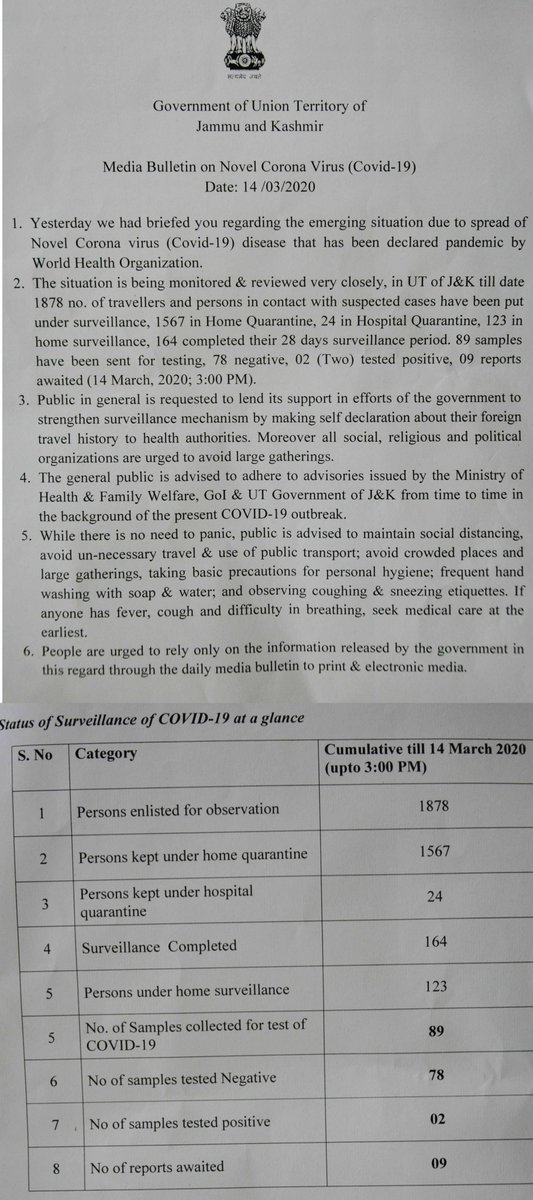 सत्यमेव जयते
Government of Union Territory of
Jammu and Kashmir
Media Bulletin on Novel Corona Virus (Covid-19)
Date: 14 /03/2020
1. Yesterday we had briefed you regarding the emerging situation due to spread of
Novel Corona virus (Covid-19) disease that has been declared pandemic by
World Health Organization.
2. The situation is being monitored & reviewed very closely, in UT of J&K till date
1878 no. of travellers and persons in contact with suspected cases have been put
under surveillance, 1567 in Home Quarantine, 24 in Hospital Quarantine, 123 in
home surveillance, 164 completed their 28 days surveillance period. 89 samples
have been sent for testing, 78 negative, 02 (Two) tested positive, 09 reports
awaited (14 March, 2020; 3:00 PM).
3. Public in general is requested to lend its support in efforts of the government to
strengthen surveillance mechanism by making self declaration about their foreign
travel history to health authorities. Moreover all social, religious and political
organizations are urged to avoid large gatherings.
4. The general public is advised to adhere to advisories issued by the Ministry of
Health & Family Welfare, GoI & UT Government of J&K from time to time in
the background of the present COVID-19 outbreak.
5. While there is no need to panic, public is advised to maintain social distancing,
avoid un-necessary travel & use of public transport; avoid crowded places and
large gatherings, taking basic precautions for personal hygiene; frequent hand
washing with soap & water; and observing coughing & sneezing etiquettes. If
anyone has fever, cough and difficulty in breathing, seek medical care at the
earliest.
6. People are urged to rely only on the information released by the government in
this regard through the daily media bulletin to print & electronic media.
Status of Surveillance of COVID-19 at a glance
S. No Category Cumulative till 14 March 2020
(upto 3:00 PM)
1 Persons enlisted for observation 1878
2 Persons kept under home quarantine 1567
3 Persons kept under hospital
quarantine 24
4 Surveillance Completed 164
5 Persons under home surveillance 123
5 No. of Samples collected for test of
COVID-19 89
6 No of samples tested Negative 78
7 No of samples tested positive 02
8 No of reports awaited 09